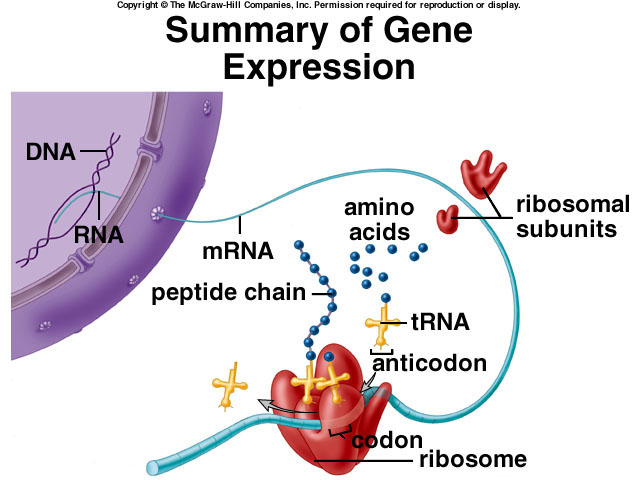 Copyright © The McGraw-Hill Companies, Inc. Permission required for reproduction or display.
Summary of Gene
Expression
DNA
RNA
mRNA
amino
acids
ribosomal
subunits
peptide chain
tRNA
anticodon
codon
ribosome